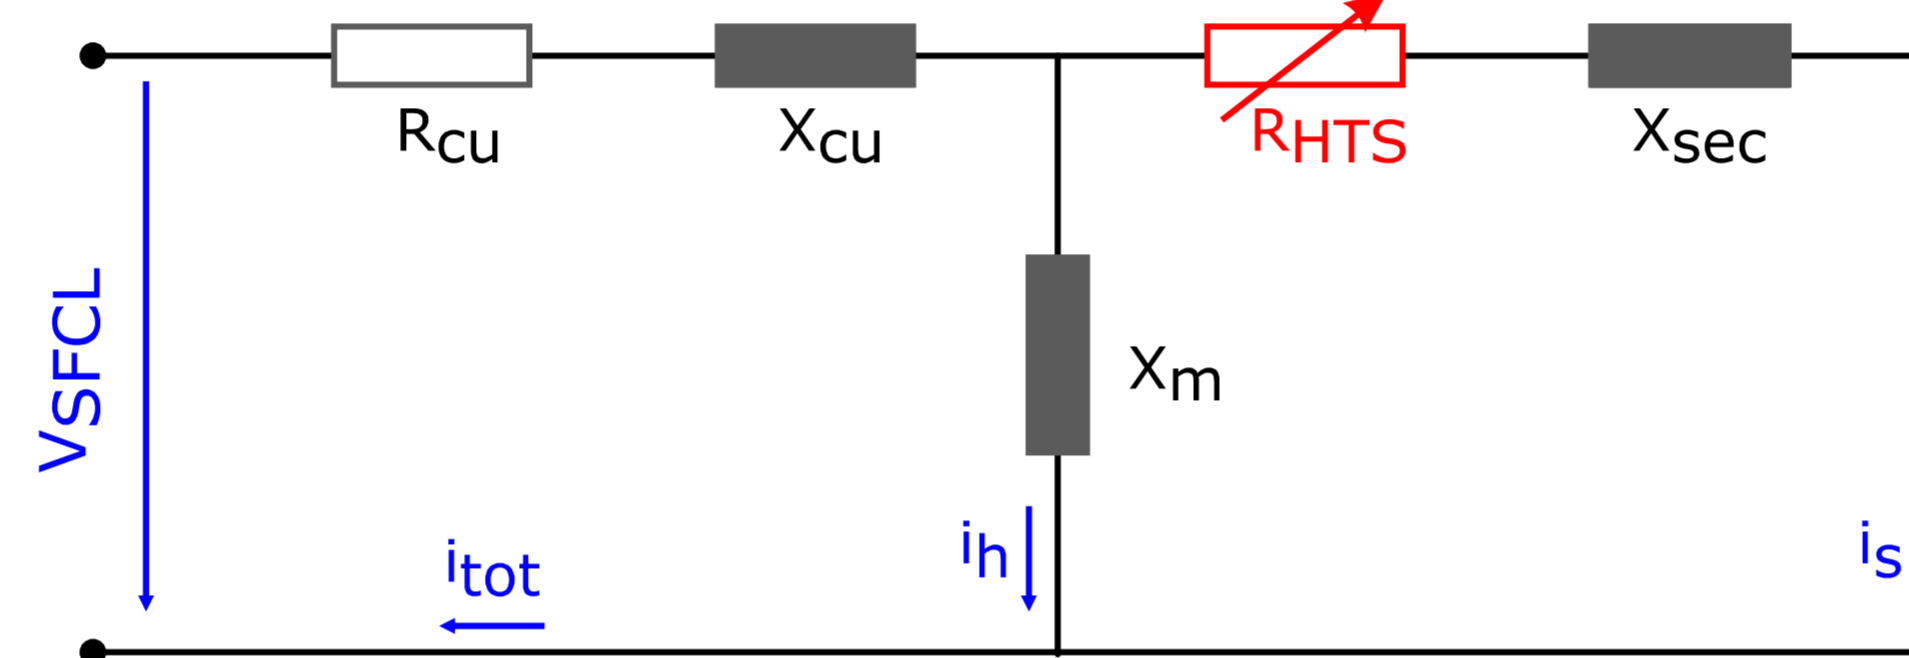 Rcu
Xcu
RHTS
Xsec
VSFCL
Xm
itot
ih
is